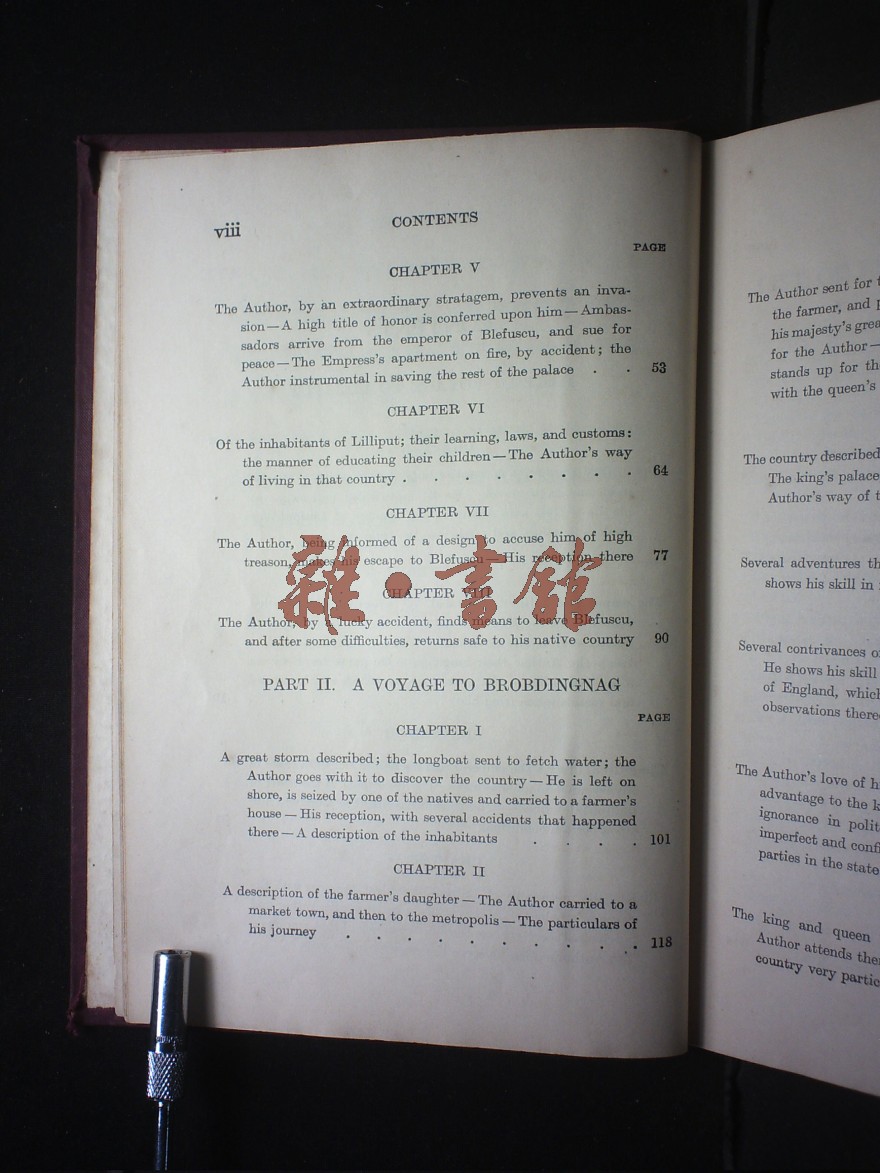 viii
CONTENTS
PAGE
CHAPTER V
The Author, by an extraordinary stratagem, prevents an inva-
sion—A high title of honor is conferred upon him—Ambas-
sadors arrive from the emperor of Blefuscu, and sue for
peace—The Empress's apartment on fire, by accident; the
Author instrumental in saving the rest of the palace . . 53
CHAPTER VI
Of the inhabitants of Lilliput; their learning, laws, and customs:
the manner of educating their children—The Author's way
of living in that country . . . . . . . . 64
CHAPTER VII
The Author, being informed of a design to accuse him of high
treason, makes his escape to Blefuscu—His reception there 77
雜·書館
CHAPTER VIII
The Author, by a lucky accident, finds means to leave Blefuscu,
and after some difficulties, returns safe to his native country 90
PART II. A VOYAGE TO BROBDINGNAG
PAGE
CHAPTER I
A great storm described; the longboat sent to fetch water; the
Author goes with it to discover the country—He is left on
shore, is seized by one of the natives and carried to a farmer's
house—His reception, with several accidents that happened
there—A description of the inhabitants . . . . 101
CHAPTER II
A description of the farmer's daughter—The Author carried to a
market town, and then to the metropolis—The particulars of
his journey . . . . . . . . . . 118
The Author sent for
the farmer, and
his majesty's
for the Author—
stands up for
with the queen's
The country described
The king's palace
Author's way of
Several adventures
shows his skill in
Several contrivances
He shows his skill
of England,
observations
The Author's love of
advantage to the
ignorance in
imperfect and
parties in the state
The king and queen
Author attends
country very